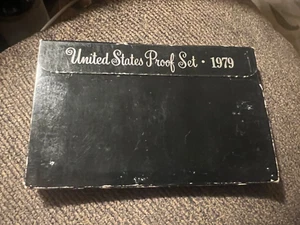 United States Proof Set • 1979